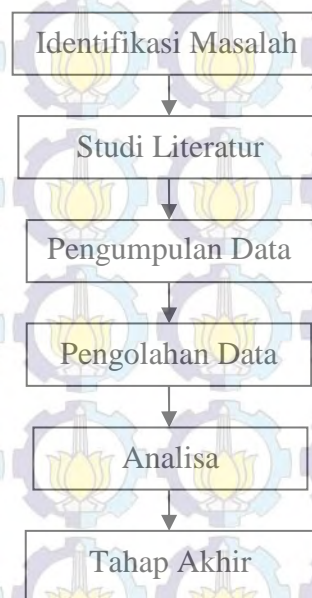 Identifikasi Masalah
Studi Literatur
Pengumpulan Data
Pengolahan Data
Analisa
Tahap Akhir